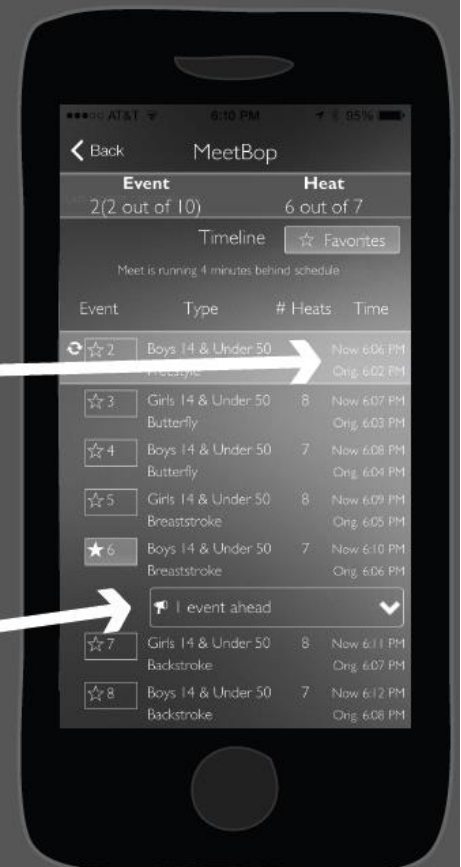 AT&T 6:10 PM 95%
Back MeetBop
Event Heat
2(2 out of 10) 6 out of 7
Timeline ☆ Favorites
Meet is running 4 minutes behind schedule
Event Type # Heats Time
☆ 2 Boys 14 & Under 50 Now 6:06 PM
Freestyle Orig. 6:02 PM
☆ 3 Girls 14 & Under 50 8 Now 6:07 PM
Butterfly Orig. 6:03 PM
☆ 4 Boys 14 & Under 50 7 Now 6:08 PM
Butterfly Orig. 6:04 PM
☆ 5 Girls 14 & Under 50 8 Now 6:09 PM
Breaststroke Orig. 6:05 PM
★ 6 Boys 14 & Under 50 7 Now 6:10 PM
Breaststroke Orig. 6:06 PM
1 event ahead
☆ 7 Girls 14 & Under 50 8 Now 6:11 PM
Backstroke Orig. 6:07 PM
☆ 8 Boys 14 & Under 50 7 Now 6:12 PM
Backstroke Orig. 6:08 PM